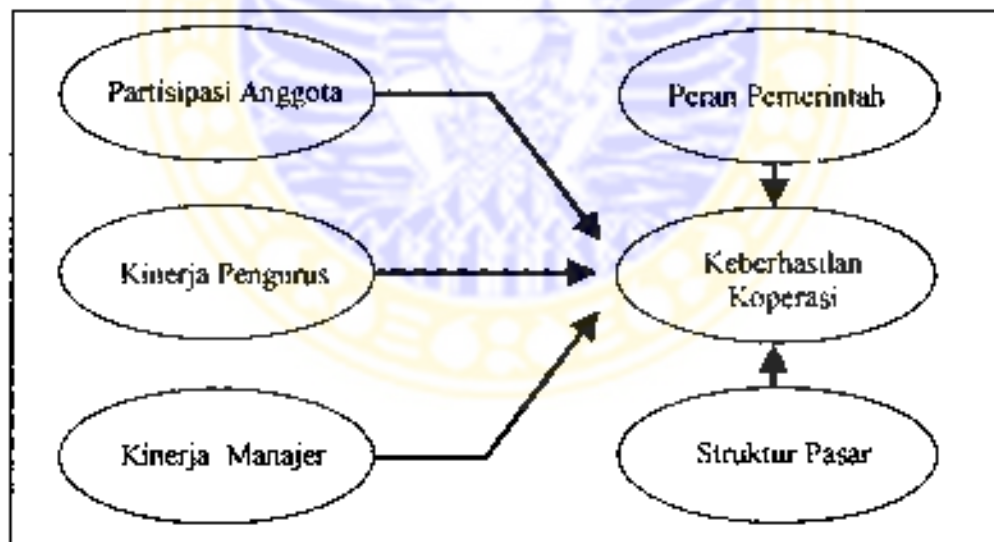 Partisipasi Anggota
Peran Pemerintah
Kinerja Pengurus
Keberhasilan
Koperasi
Kinerja Manajer
Struktur Pasar